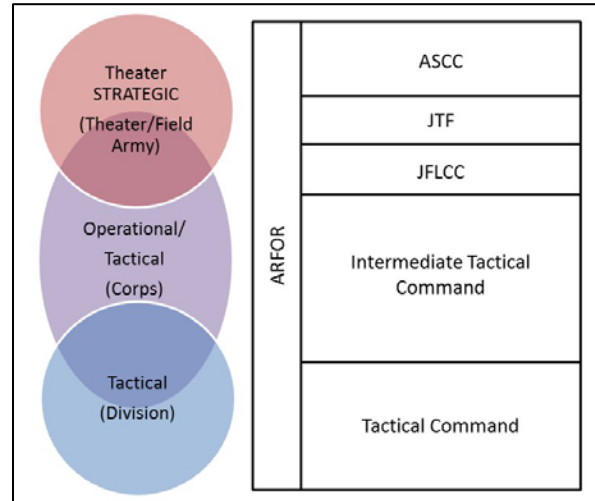 Theater
STRATEGIC
(Theater/Field
Army)
Operational/
Tactical
(Corps)
Tactical
(Division)
ARFOR
ASCC
JTF
JFLCC
Intermediate Tactical
Command
Tactical Command